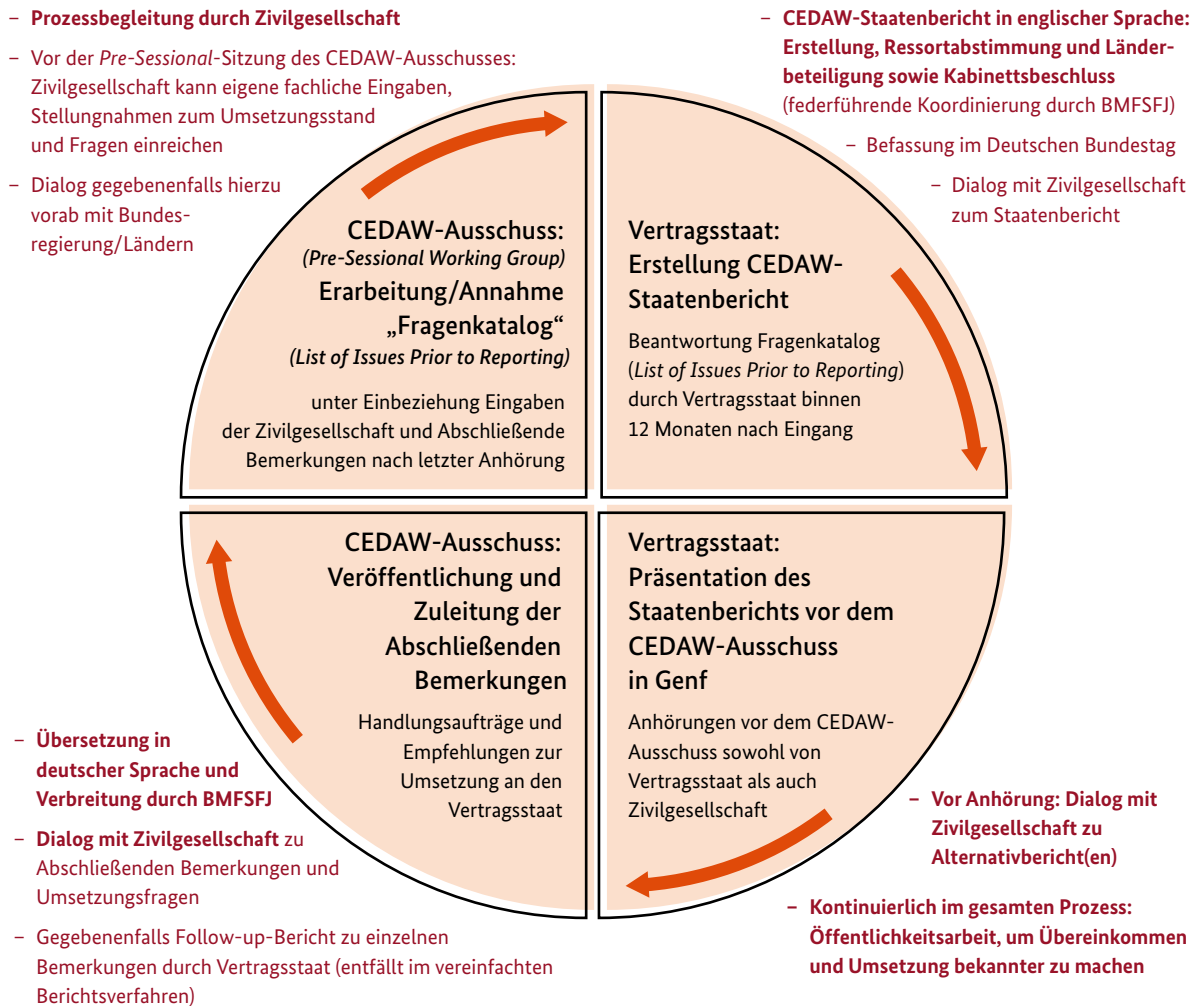 – Prozessbegleitung durch Zivilgesellschaft
– Vor der Pre-Sessional-Sitzung des CEDAW-Ausschusses:
Zivilgesellschaft kann eigene fachliche Eingaben,
Stellungnahmen zum Umsetzungsstand
und Fragen einreichen
– Dialog gegebenenfalls hierzu
vorab mit Bundes-
regierung/Ländern
– CEDAW-Staatenbericht in englischer Sprache:
Erstellung, Ressortabstimmung und Länder-
beteiligung sowie Kabinettsbeschluss
(federführende Koordinierung durch BMFSFJ)
– Befassung im Deutschen Bundestag
– Dialog mit Zivilgesellschaft
zum Staatenbericht
CEDAW-Ausschuss:
(Pre-Sessional Working Group)
Erarbeitung/Annahme
„Fragenkatalog“
(List of Issues Prior to Reporting)
unter Einbeziehung Eingaben
der Zivilgesellschaft und Abschließende
Bemerkungen nach letzter Anhörung
Vertragsstaat:
Erstellung CEDAW-
Staatenbericht
Beantwortung Fragenkatalog
(List of Issues Prior to Reporting)
durch Vertragsstaat binnen
12 Monaten nach Eingang
CEDAW-Ausschuss:
Veröffentlichung und
Zuleitung der
Abschließenden
Bemerkungen
Handlungsaufträge und
Empfehlungen zur
Umsetzung an den
Vertragsstaat
Vertragsstaat:
Präsentation des
Staatenberichts vor dem
CEDAW-Ausschuss
in Genf
Anhörungen vor dem CEDAW-
Ausschuss sowohl von
Vertragsstaat als auch
Zivilgesellschaft
– Übersetzung in
deutscher Sprache und
Verbreitung durch BMFSFJ
– Dialog mit Zivilgesellschaft zu
Abschließenden Bemerkungen und
Umsetzungsfragen
– Gegebenenfalls Follow-up-Bericht zu einzelnen
Bemerkungen durch Vertragsstaat (entfällt im vereinfachten
Berichtsverfahren)
– Vor Anhörung: Dialog mit
Zivilgesellschaft zu
Alternativbericht(en)
– Kontinuierlich im gesamten Prozess:
Öffentlichkeitsarbeit, um Übereinkommen
und Umsetzung bekannter zu machen